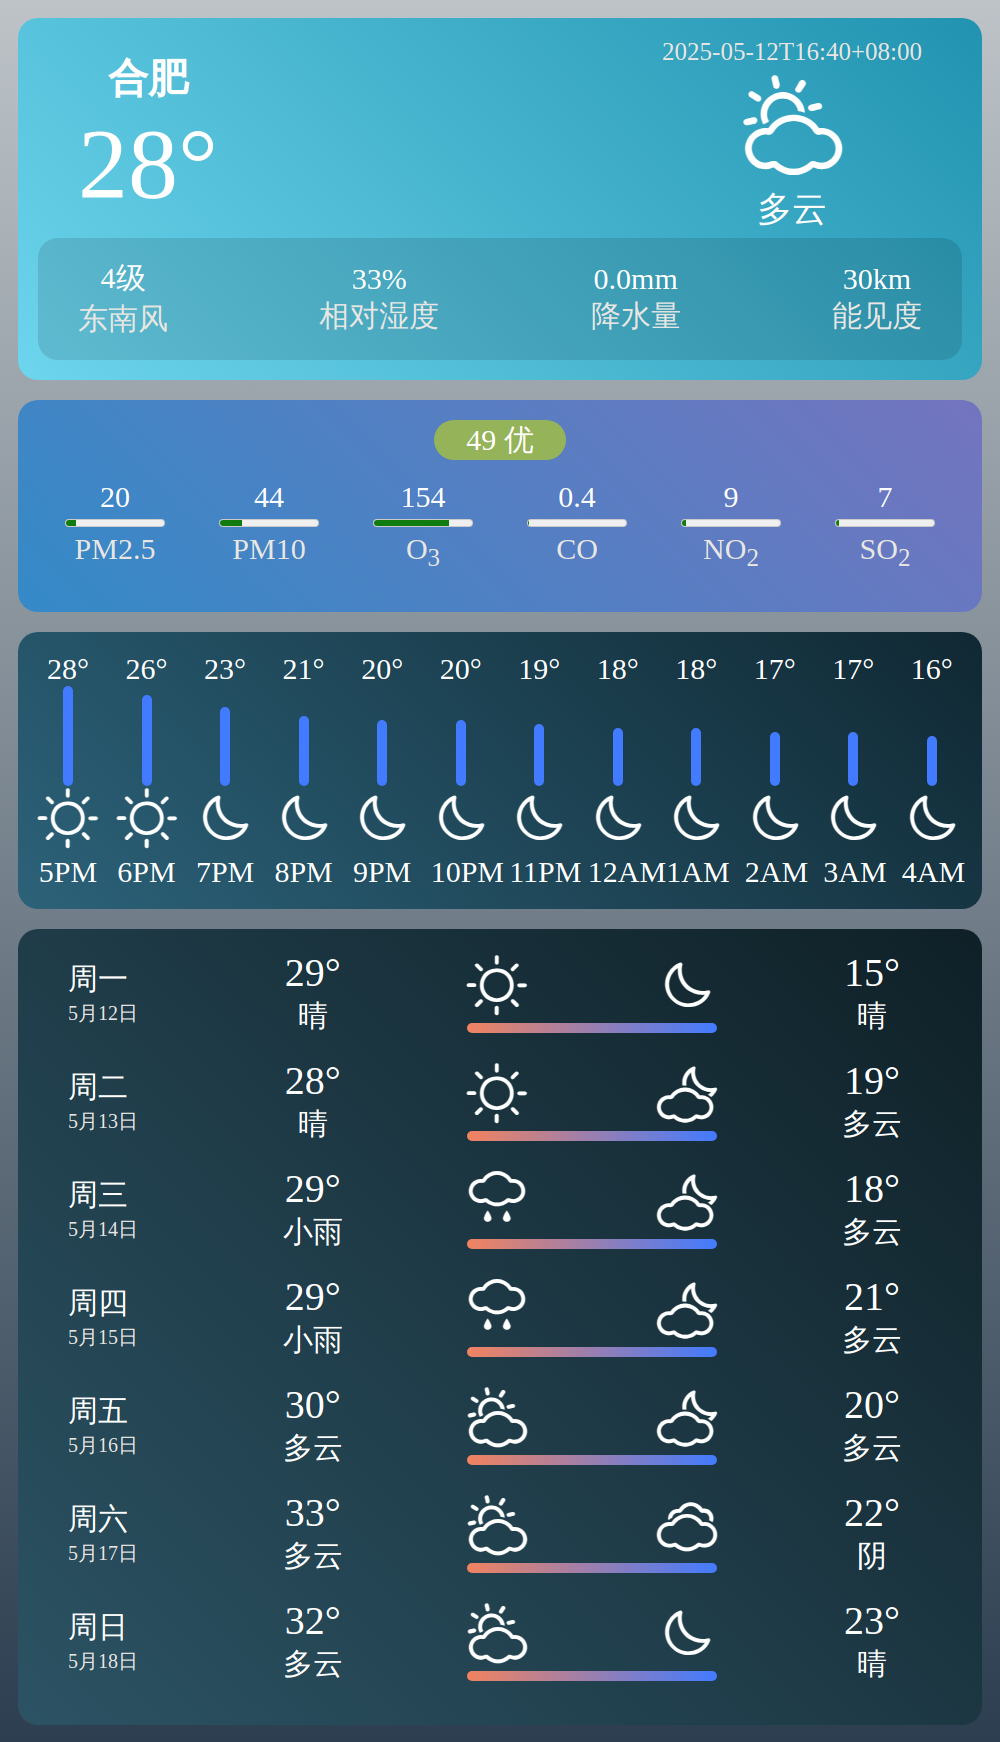 合肥
28°
2025-05-12T16:40+08:00
多云
4级 33% 0.0mm 30km
东南风 相对湿度 降水量 能见度
49 优
20 44 154 0.4 9 7
PM2.5 PM10 O3 CO NO2 SO2
28° 26° 23° 21° 20° 20° 19° 18° 18° 17° 17° 16°
5PM 6PM 7PM 8PM 9PM 10PM 11PM 12AM 1AM 2AM 3AM 4AM
周一 29° 15°
5月12日 晴 晴
周二 28° 19°
5月13日 晴 多云
周三 29° 18°
5月14日 小雨 多云
周四 29° 21°
5月15日 小雨 多云
周五 30° 20°
5月16日 多云 多云
周六 33° 22°
5月17日 多云 阴
周日 32° 23°
5月18日 多云 晴